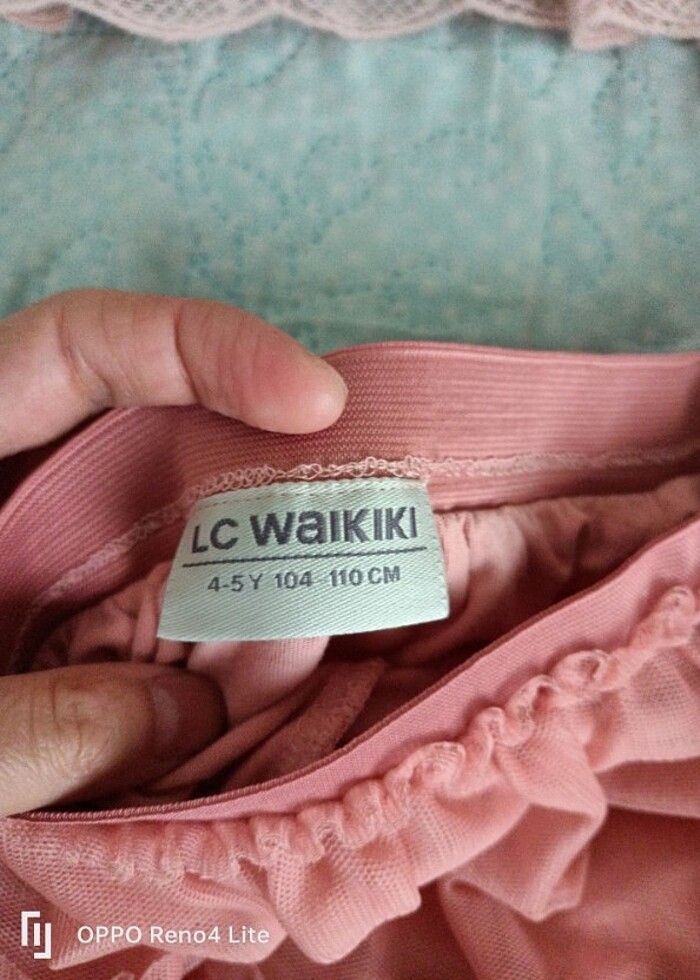 LC WAIKIKI
4-5 Y 104 -110 CM
OPPO Reno4 Lite